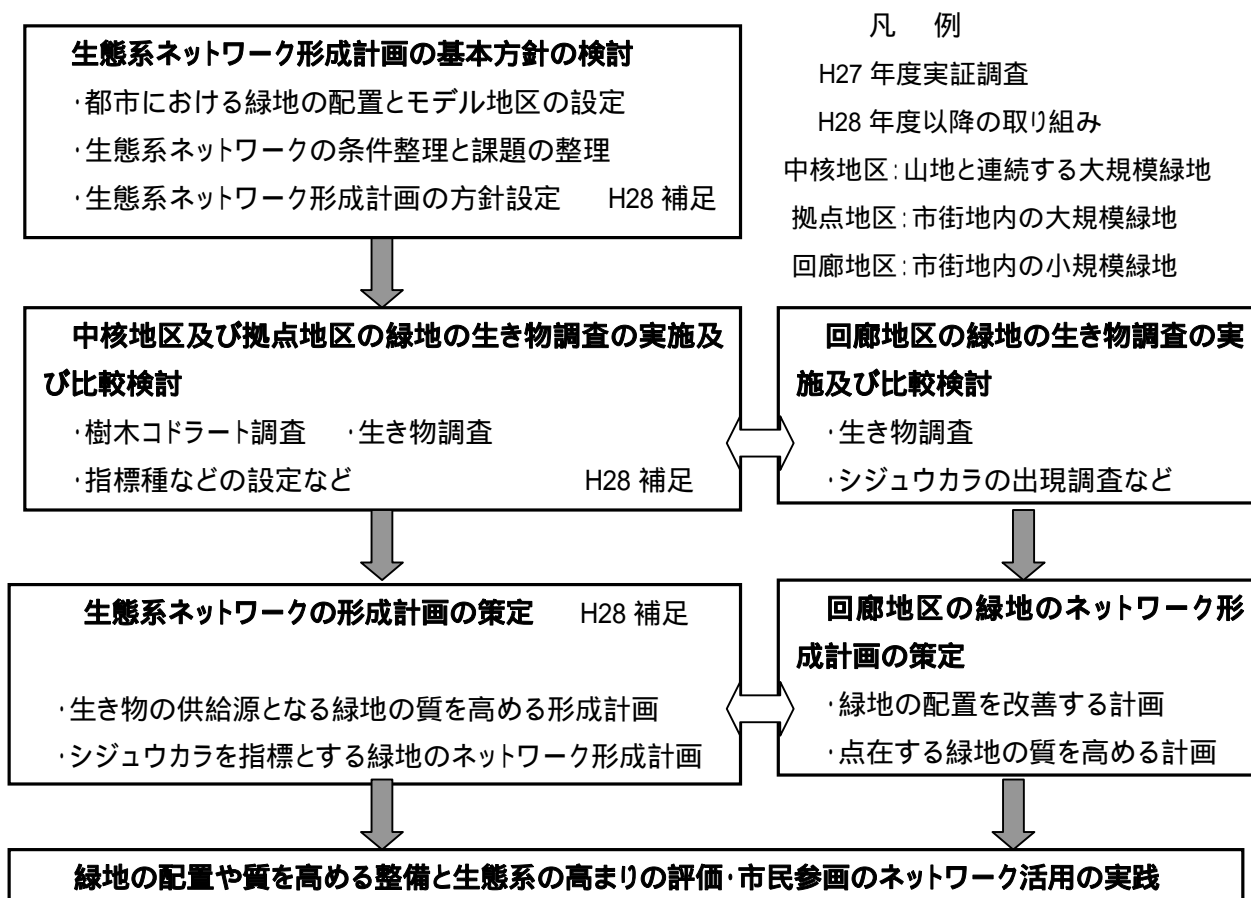 生態系ネットワーク形成計画の基本方針の検討
・都市における緑地の配置とモデル地区の設定
・生態系ネットワークの条件整理と課題の整理
・生態系ネットワーク形成計画の方針設定 H28 補足
凡 例
H27 年度実証調査
H28 年度以降の取り組み
中核地区:山地と連続する大規模緑地
拠点地区:市街地内の大規模緑地
回廊地区:市街地内の小規模緑地
中核地区及び拠点地区の緑地の生き物調査の実施及
び比較検討
・樹木コドラート調査 ・生き物調査
・指標種などの設定など H28 補足
回廊地区の緑地の生き物調査の実
施及び比較検討
・生き物調査
・シジュウカラの出現調査など
生態系ネットワークの形成計画の策定 H28 補足
・生き物の供給源となる緑地の質を高める形成計画
・シジュウカラを指標とする緑地のネットワーク形成計画
回廊地区の緑地のネットワーク形
成計画の策定
・緑地の配置を改善する計画
・点在する緑地の質を高める計画
緑地の配置や質を高める整備と生態系の高まりの評価・市民参画のネットワーク活用の実践